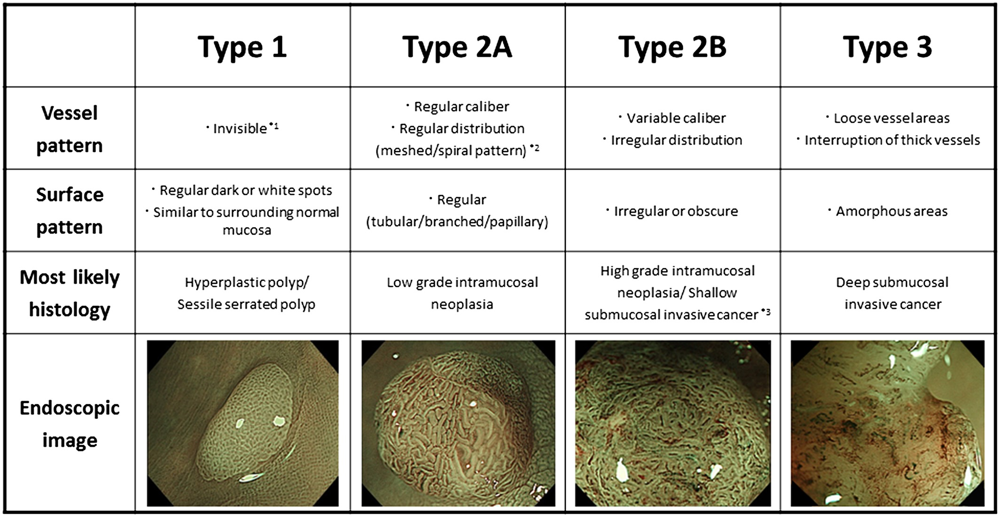 Type 1
Type 2A
Type 2B
Type 3
Vessel
pattern
・Invisible *1
・Regular caliber
・Regular distribution
(meshed/spiral pattern) *2
・Variable caliber
・Irregular distribution
・Loose vessel areas
・Interruption of thick vessels
Surface
pattern
・Regular dark or white spots
・Similar to surrounding normal
mucosa
・Regular
(tubular/branched/papillary)
・Irregular or obscure
・Amorphous areas
Most likely
histology
Hyperplastic polyp/
Sessile serrated polyp
Low grade intramucosal
neoplasia
High grade intramucosal
neoplasia/ Shallow
submucosal invasive cancer *3
Deep submucosal
invasive cancer
Endoscopic
image